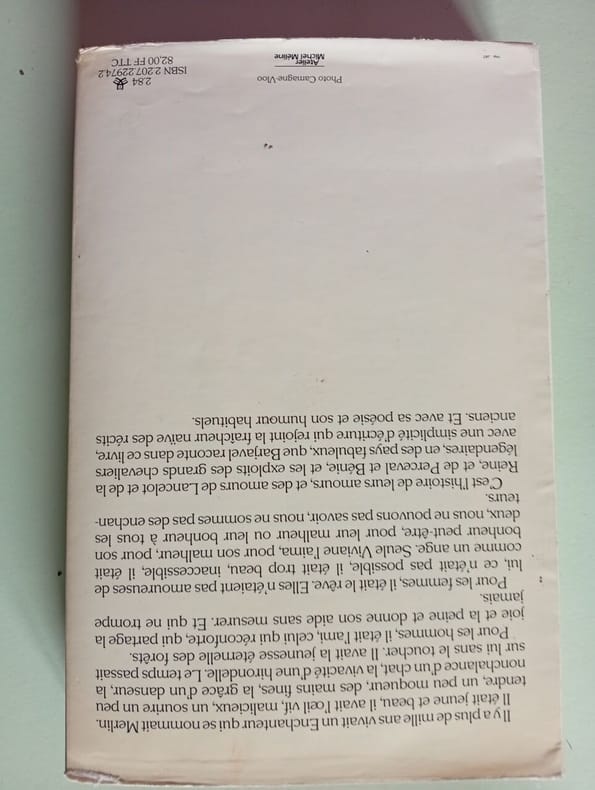 Il y a plus de mille ans vivait un Enchanteur qui se nommait Merlin.
Il était jeune et beau, il avait l'œil vif, malicieux, un sourire un peu
tendre, un peu moqueur, des mains fines, la grâce d'un danseur, la
nonchalance d'un chat, la vivacité d'une hirondelle. Le temps passait
sur lui sans le toucher. Il avait la jeunesse éternelle des forêts.
Pour les hommes, il était l'ami, celui qui réconforte, qui partage la
joie et la peine et donne son aide sans mesurer. Et qui ne trompe
jamais.
Pour les femmes, il était le rêve. Elles n'étaient pas amoureuses de
lui, ce n'était pas possible, il était trop beau, inaccessible, il était
comme un ange. Seule Viviane l'aima, pour son malheur, pour son
bonheur peut-être, pour leur malheur ou leur bonheur à tous les
deux, nous ne pouvons pas savoir, nous ne sommes pas des enchan-
teurs.
C'est l'histoire de leurs amours, et des amours de Lancelot et de la
Reine, et de Perceval et Bénie, et les exploits des grands chevaliers
légendaires, en des pays fabuleux, que Barjavel raconte dans ce livre,
avec une simplicité d'écriture qui rejoint la fraîcheur naïve des récits
anciens. Et avec sa poésie et son humour habituels.
Photo Camagne-Vloo
Atelier
Michel Méline
2.84
ISBN 2.207.22974.2
82,00 FF TTC